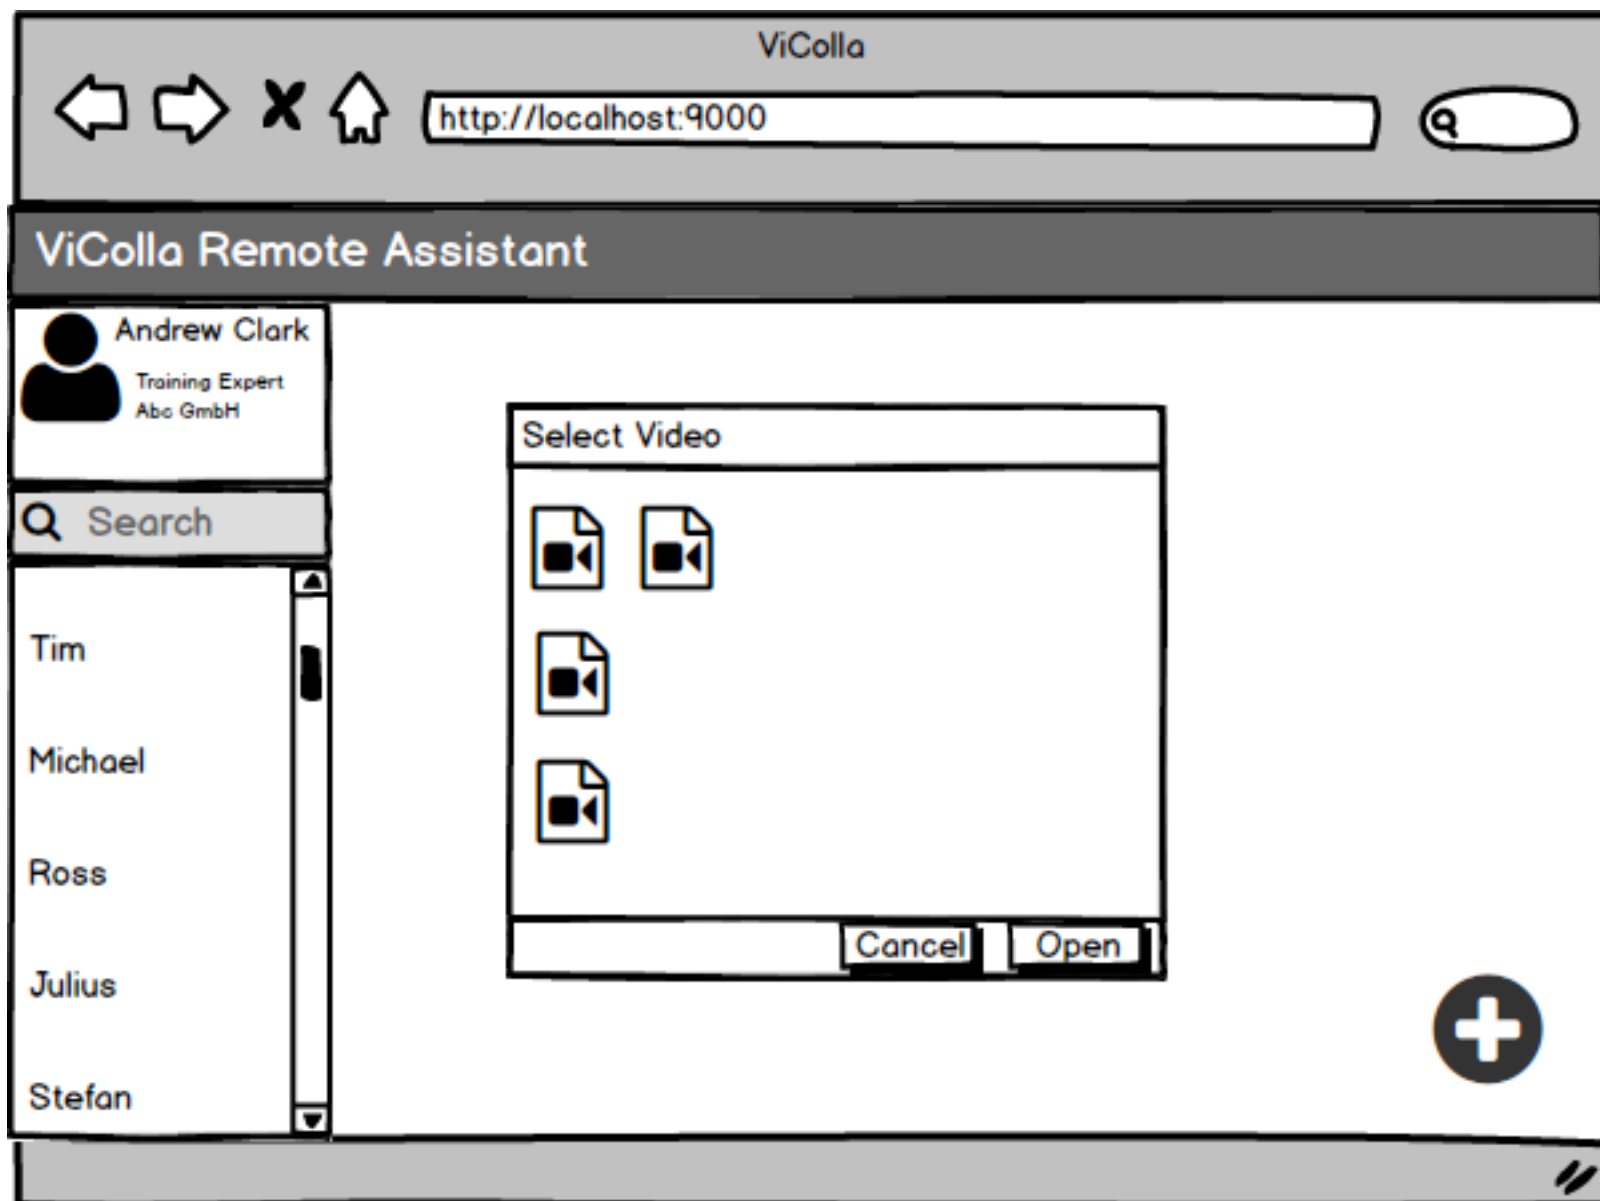 ViColla
http://localhost:9000
ViColla Remote Assistant
Andrew Clark
Training Expert
Abc GmbH
Search
Tim
Michael
Ross
Julius
Stefan
Select Video
Cancel
Open